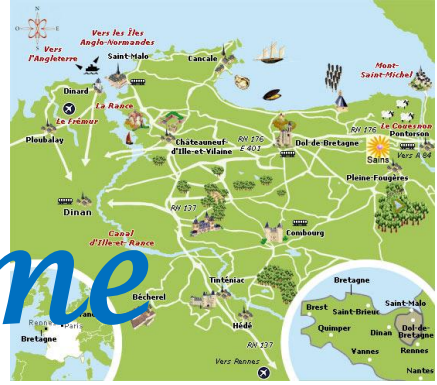 N
O
E
S
Vers les Îles
Anglo-Normandes
Vers
l'Angleterre
Saint-Malo
Cancale
Mont-
Saint-Michel
Dinard
La Rance
Le Frémur
Ploubalay
Châteauneuf
d'Ille-et-Vilaine
RN 176
E 401
Dol-de-Bretagne
RN 176
Le Couesnon
Pontorson
Sains
Vers A 84
Pleine-Fougères
Dinan
RN 137
Canal
d'Ille-et-Rance
Combourg
Tinténiac
Bécherel
Hédé
RN 137
Vers Rennes
ne
Rennes
Paris
Bretagne
Bretagne
Saint-Malo
Brest
Saint-Brieuc
Dol-de-
Bretagne
Quimper
Dinan
Vannes
Rennes
Nantes